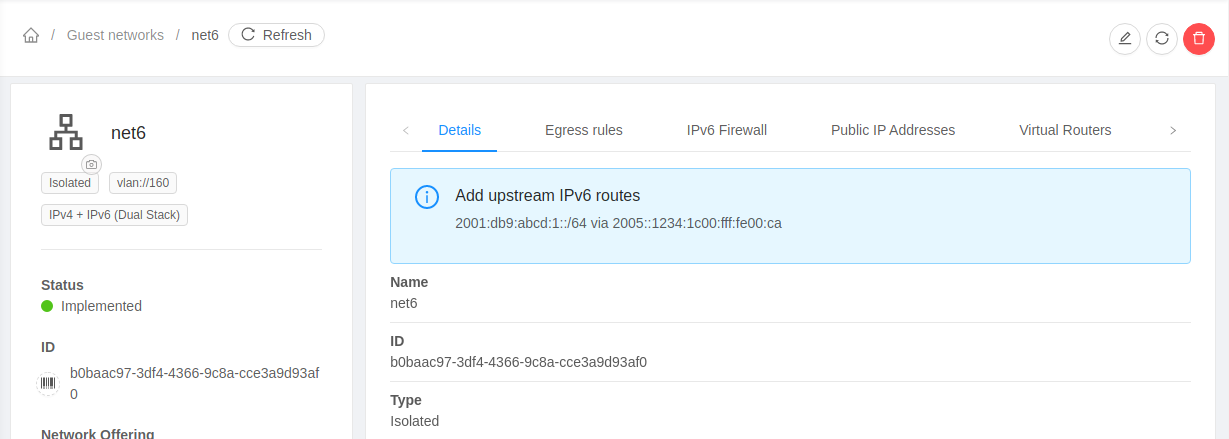 / Guest networks / net6 Refresh
net6
Isolated vlan://160
IPv4 + IPv6 (Dual Stack)
Status
Implemented
ID
b0baac97-3df4-4366-9c8a-cce3a9d93af
0
Network Offering
Details Egress rules IPv6 Firewall Public IP Addresses Virtual Routers
Add upstream IPv6 routes
2001:db9:abcd:1::/64 via 2005::1234:1c00:fff:fe00:ca
Name
net6
ID
b0baac97-3df4-4366-9c8a-cce3a9d93af0
Type
Isolated